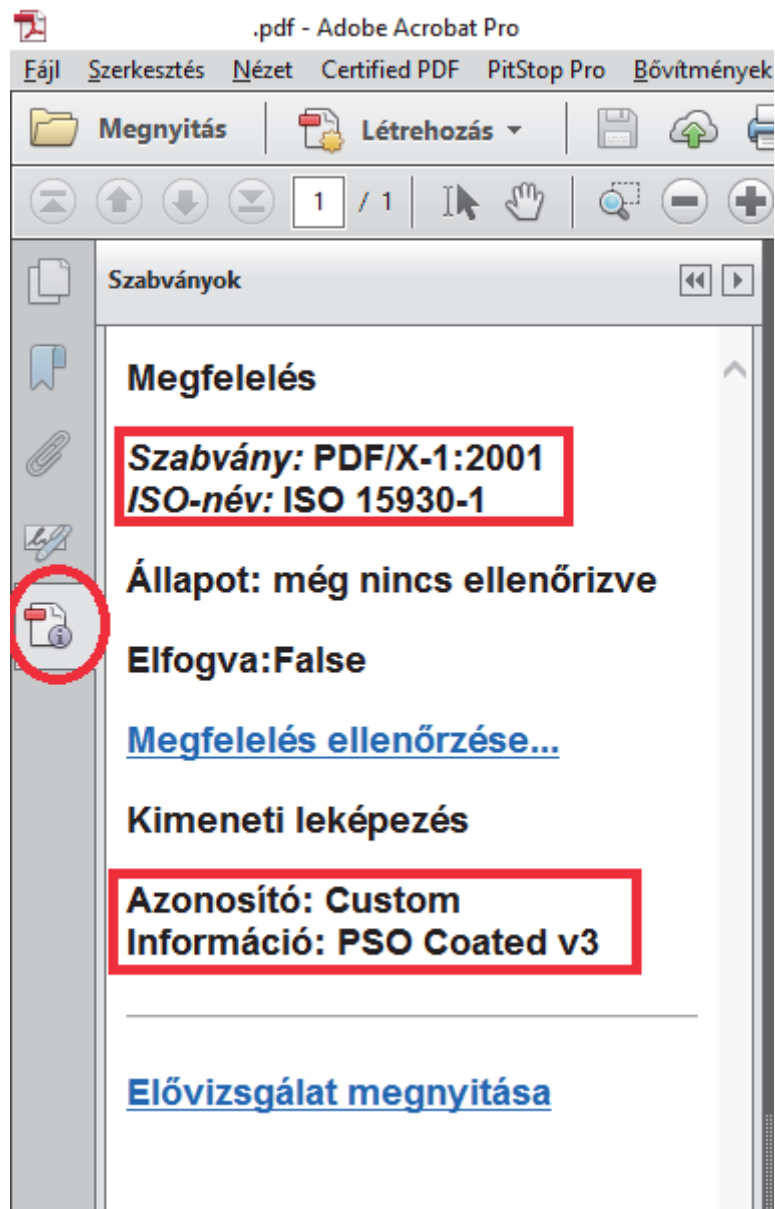 .pdf - Adobe Acrobat Pro
Fájl Szerkesztés Nézet Certified PDF PitStop Pro Bővítmények
Megnyitás Létrehozás
1 / 1
Szabványok
Megfelelés
Szabvány: PDF/X-1:2001
ISO-név: ISO 15930-1
Állapot: még nincs ellenőrizve
Elfogva:False
Megfelelés ellenőrzése...
Kimeneti leképezés
Azonosító: Custom
Információ: PSO Coated v3
Elővizsgálat megnyitása